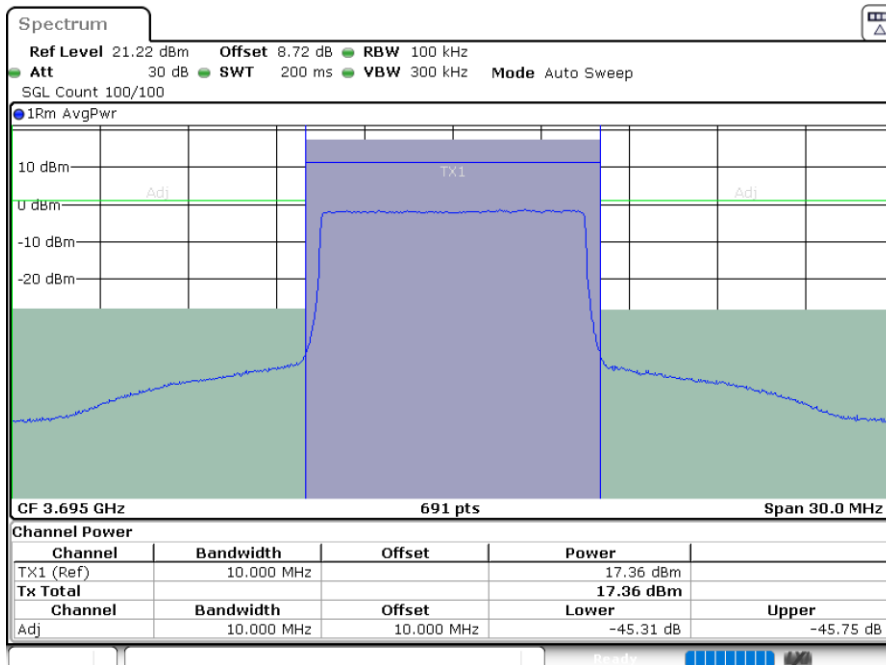 Spectrum
Ref Level 21.22 dBm Offset 8.72 dB RBW 100 kHz
Att 30 dB SWT 200 ms VBW 300 kHz Mode Auto Sweep
SGL Count 100/100
1Rm AvgPwr
10 dBm
TX1
Adj Adj
0 dBm
-10 dBm
-20 dBm
CF 3.695 GHz 691 pts Span 30.0 MHz
Channel Power
Channel Bandwidth Offset Power
TX1 (Ref) 10.000 MHz 17.36 dBm
Tx Total 17.36 dBm
Channel Bandwidth Offset Lower Upper
Adj 10.000 MHz 10.000 MHz -45.31 dB -45.75 dB
Ready